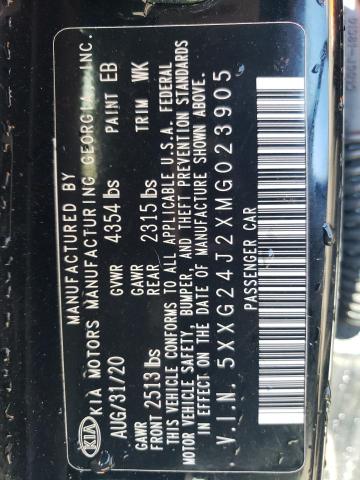 MANUFACTURED BY
KIA KIA MOTORS MANUFACTURING GEORGIA, INC.
AUG/31/20 GVWR 4354 lbs PAINT EB
GAWR FRONT 2513 lbs GAWR REAR 2315 lbs TRIM WK
THIS VEHICLE CONFORMS TO ALL APPLICABLE U.S.A. FEDERAL
MOTOR VEHICLE SAFETY, BUMPER, AND THEFT PREVENTION STANDARDS
IN EFFECT ON THE DATE OF MANUFACTURE SHOWN ABOVE.
V.I.N. 5XXG24J2XMG023905
PASSENGER CAR